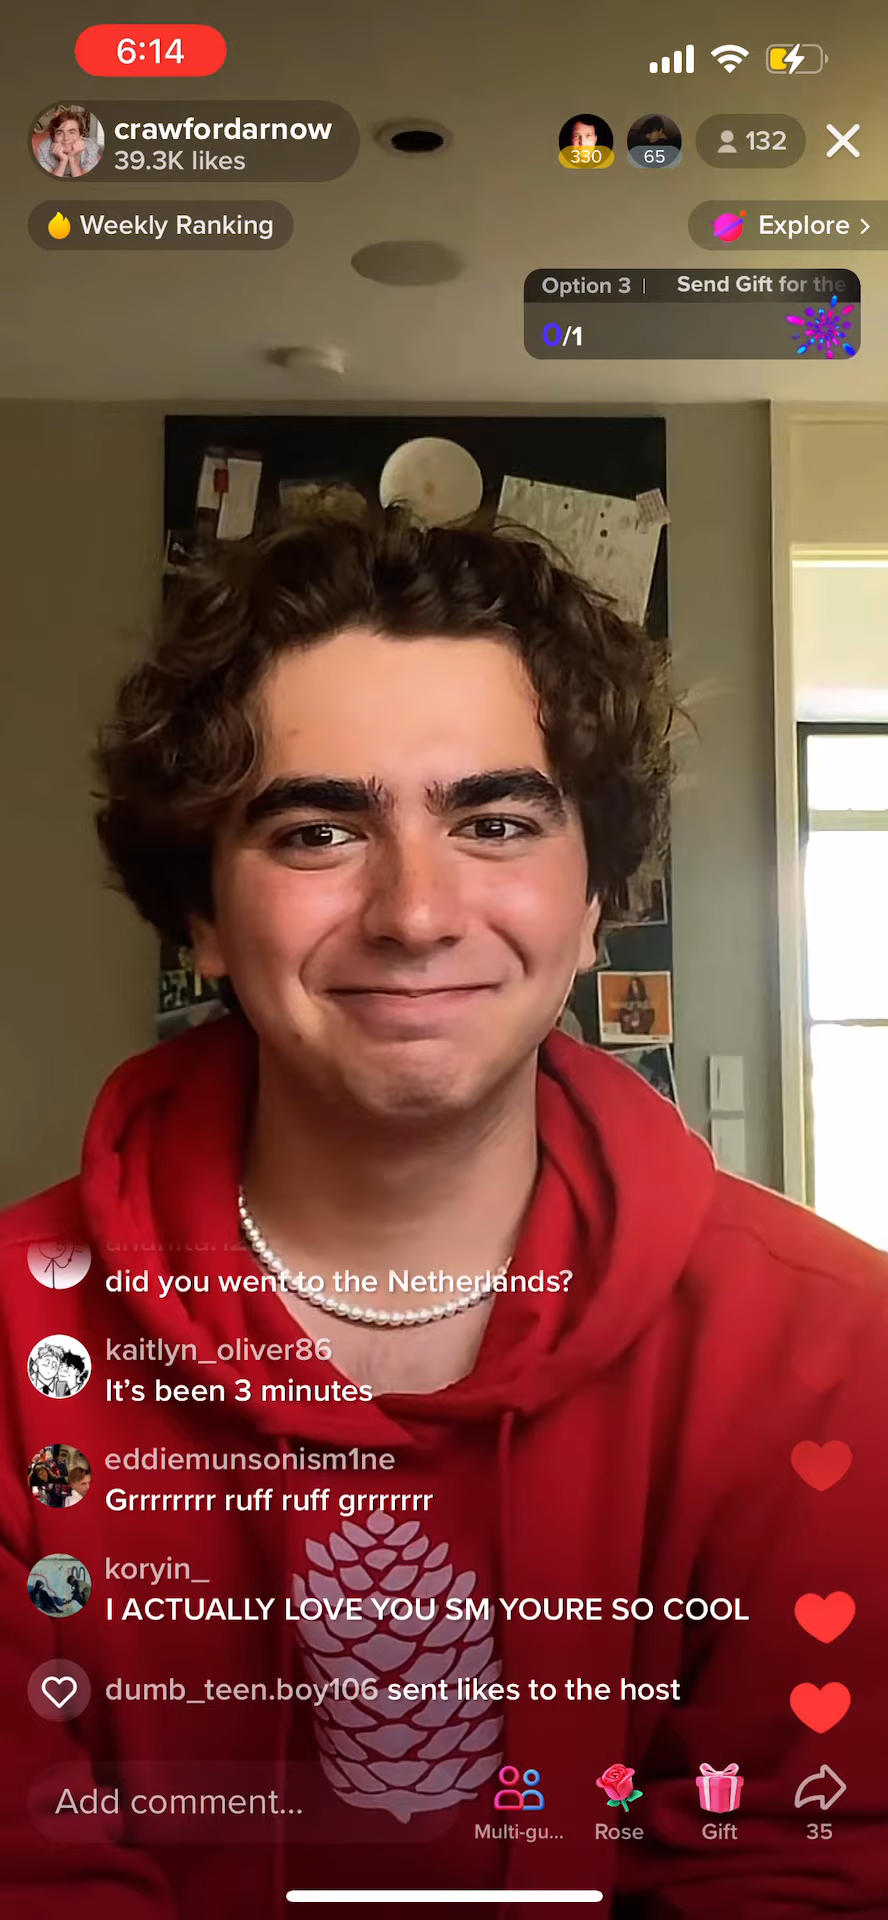 6:14
crawfordarnow
39.3K likes
330
65
132
Weekly Ranking
Explore >
Option 3 | Send Gift for the
0/1
did you went to the Netherlands?
kaitlyn_oliver86
It's been 3 minutes
eddiemunsonism1ne
Grrrrrrrr ruff ruff grrrrrrr
koryin_
I ACTUALLY LOVE YOU SM YOURE SO COOL
dumb_teen.boy106 sent likes to the host
Add comment...
Multi-gu...
Rose
Gift
35